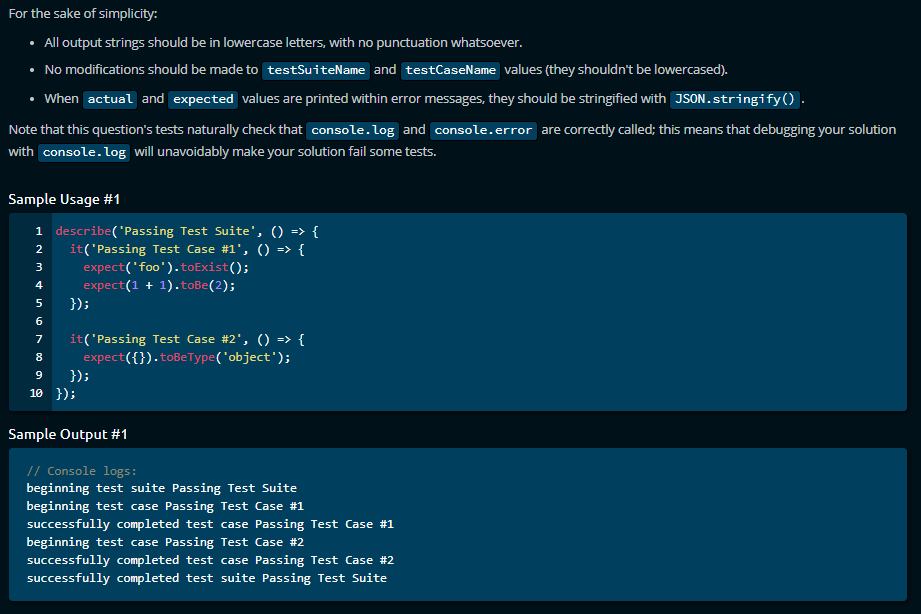 For the sake of simplicity:
• All output strings should be in lowercase letters, with no punctuation whatsoever.
• No modifications should be made to testSuiteName and testCaseName values (they shouldn't be lowercased).
• When actual and expected values are printed within error messages, they should be stringified with JSON.stringify() .
Note that this question's tests naturally check that console.log and console.error are correctly called; this means that debugging your solution
with console.log will unavoidably make your solution fail some tests.
Sample Usage #1
1 describe('Passing Test Suite', () => {
2   it('Passing Test Case #1', () => {
3     expect('foo').toExist();
4     expect(1 + 1).toBe(2);
5   });
6
7   it('Passing Test Case #2', () => {
8     expect({}).toBeType('object');
9   });
10 });
Sample Output #1
// Console logs:
beginning test suite Passing Test Suite
beginning test case Passing Test Case #1
successfully completed test case Passing Test Case #1
beginning test case Passing Test Case #2
successfully completed test case Passing Test Case #2
successfully completed test suite Passing Test Suite